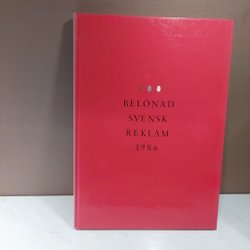 BELÖNAD
SVENSK
REKLAM
1986